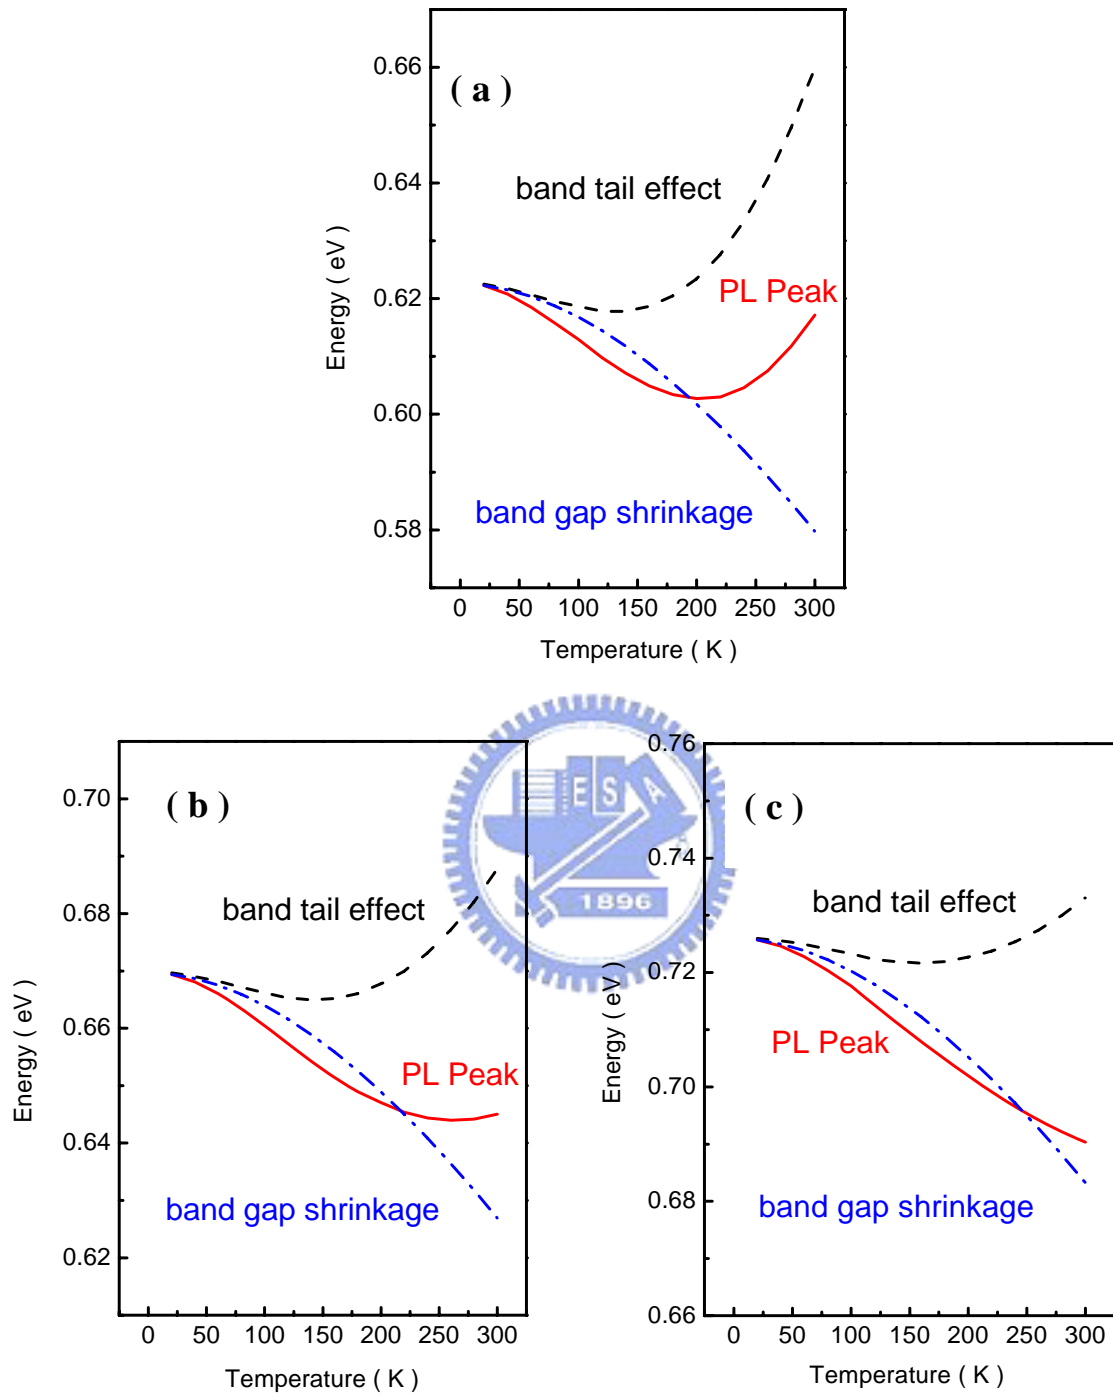 ( a )
0.66
0.64
0.62
0.60
0.58
Energy ( eV )
band tail effect
PL Peak
band gap shrinkage
0 50 100 150 200 250 300
Temperature ( K )
( b )
0.70
0.68
0.66
0.64
0.62
Energy ( eV )
band tail effect
PL Peak
band gap shrinkage
0 50 100 150 200 250 300
Temperature ( K )
E S A
1896
( c )
0.76
0.74
0.72
0.70
0.68
0.66
Energy ( eV )
band tail effect
PL Peak
band gap shrinkage
0 50 100 150 200 250 300
Temperature ( K )